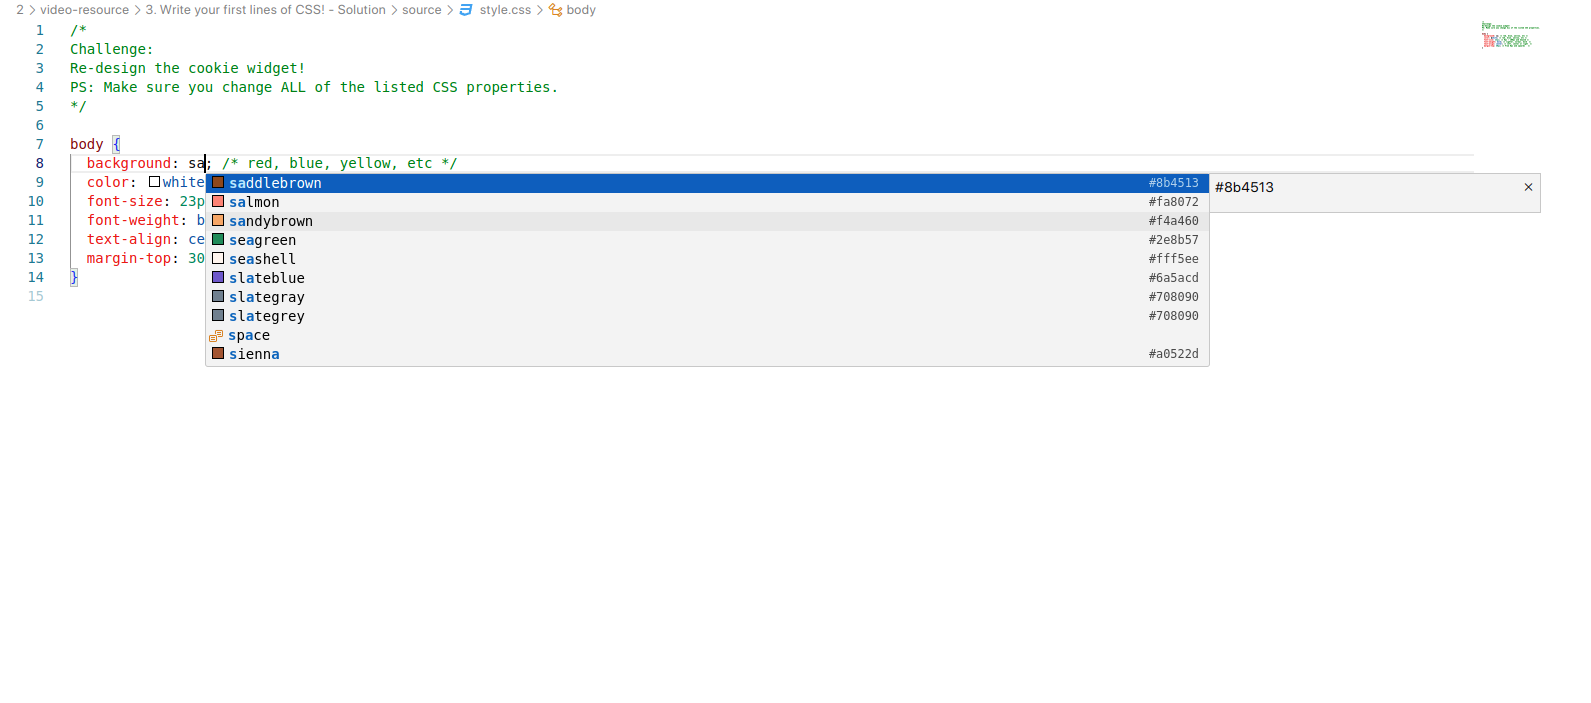 2 > video-resource > 3. Write your first lines of CSS! - Solution > source > style.css > body
1 /*
2 Challenge:
3 Re-design the cookie widget!
4 PS: Make sure you change ALL of the listed CSS properties.
5 */
6
7 body {
8 background: sa; /* red, blue, yellow, etc */
9 color: white
10 font-size: 23p
11 font-weight: b
12 text-align: ce
13 margin-top: 30
14 }
15
saddlebrown #8b4513
salmon #fa8072
sandybrown #f4a460
seagreen #2e8b57
seashell #fff5ee
slateblue #6a5acd
slategray #708090
slategrey #708090
space
sienna #a0522d
#8b4513 ×